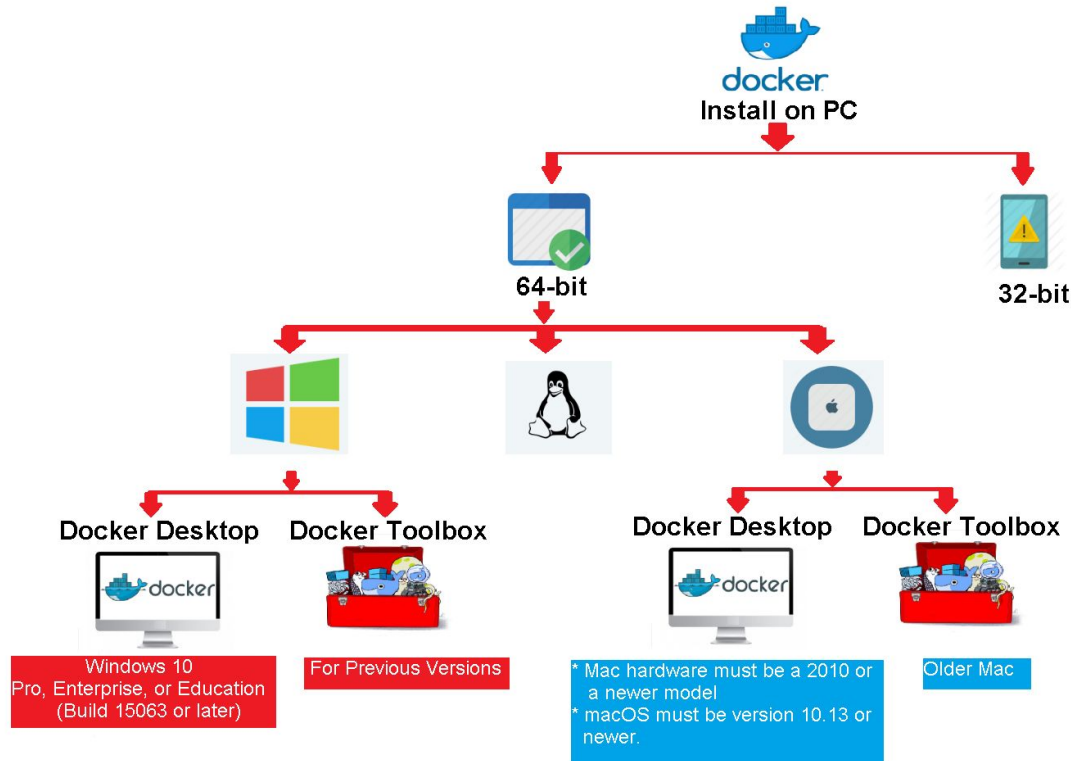 docker
Install on PC
64-bit
32-bit
Docker Desktop
Docker Toolbox
Docker Desktop
Docker Toolbox
docker
docker
Windows 10
Pro, Enterprise, or Education
(Build 15063 or later)
For Previous Versions
* Mac hardware must be a 2010 or
a newer model
* macOS must be version 10.13 or
newer.
Older Mac